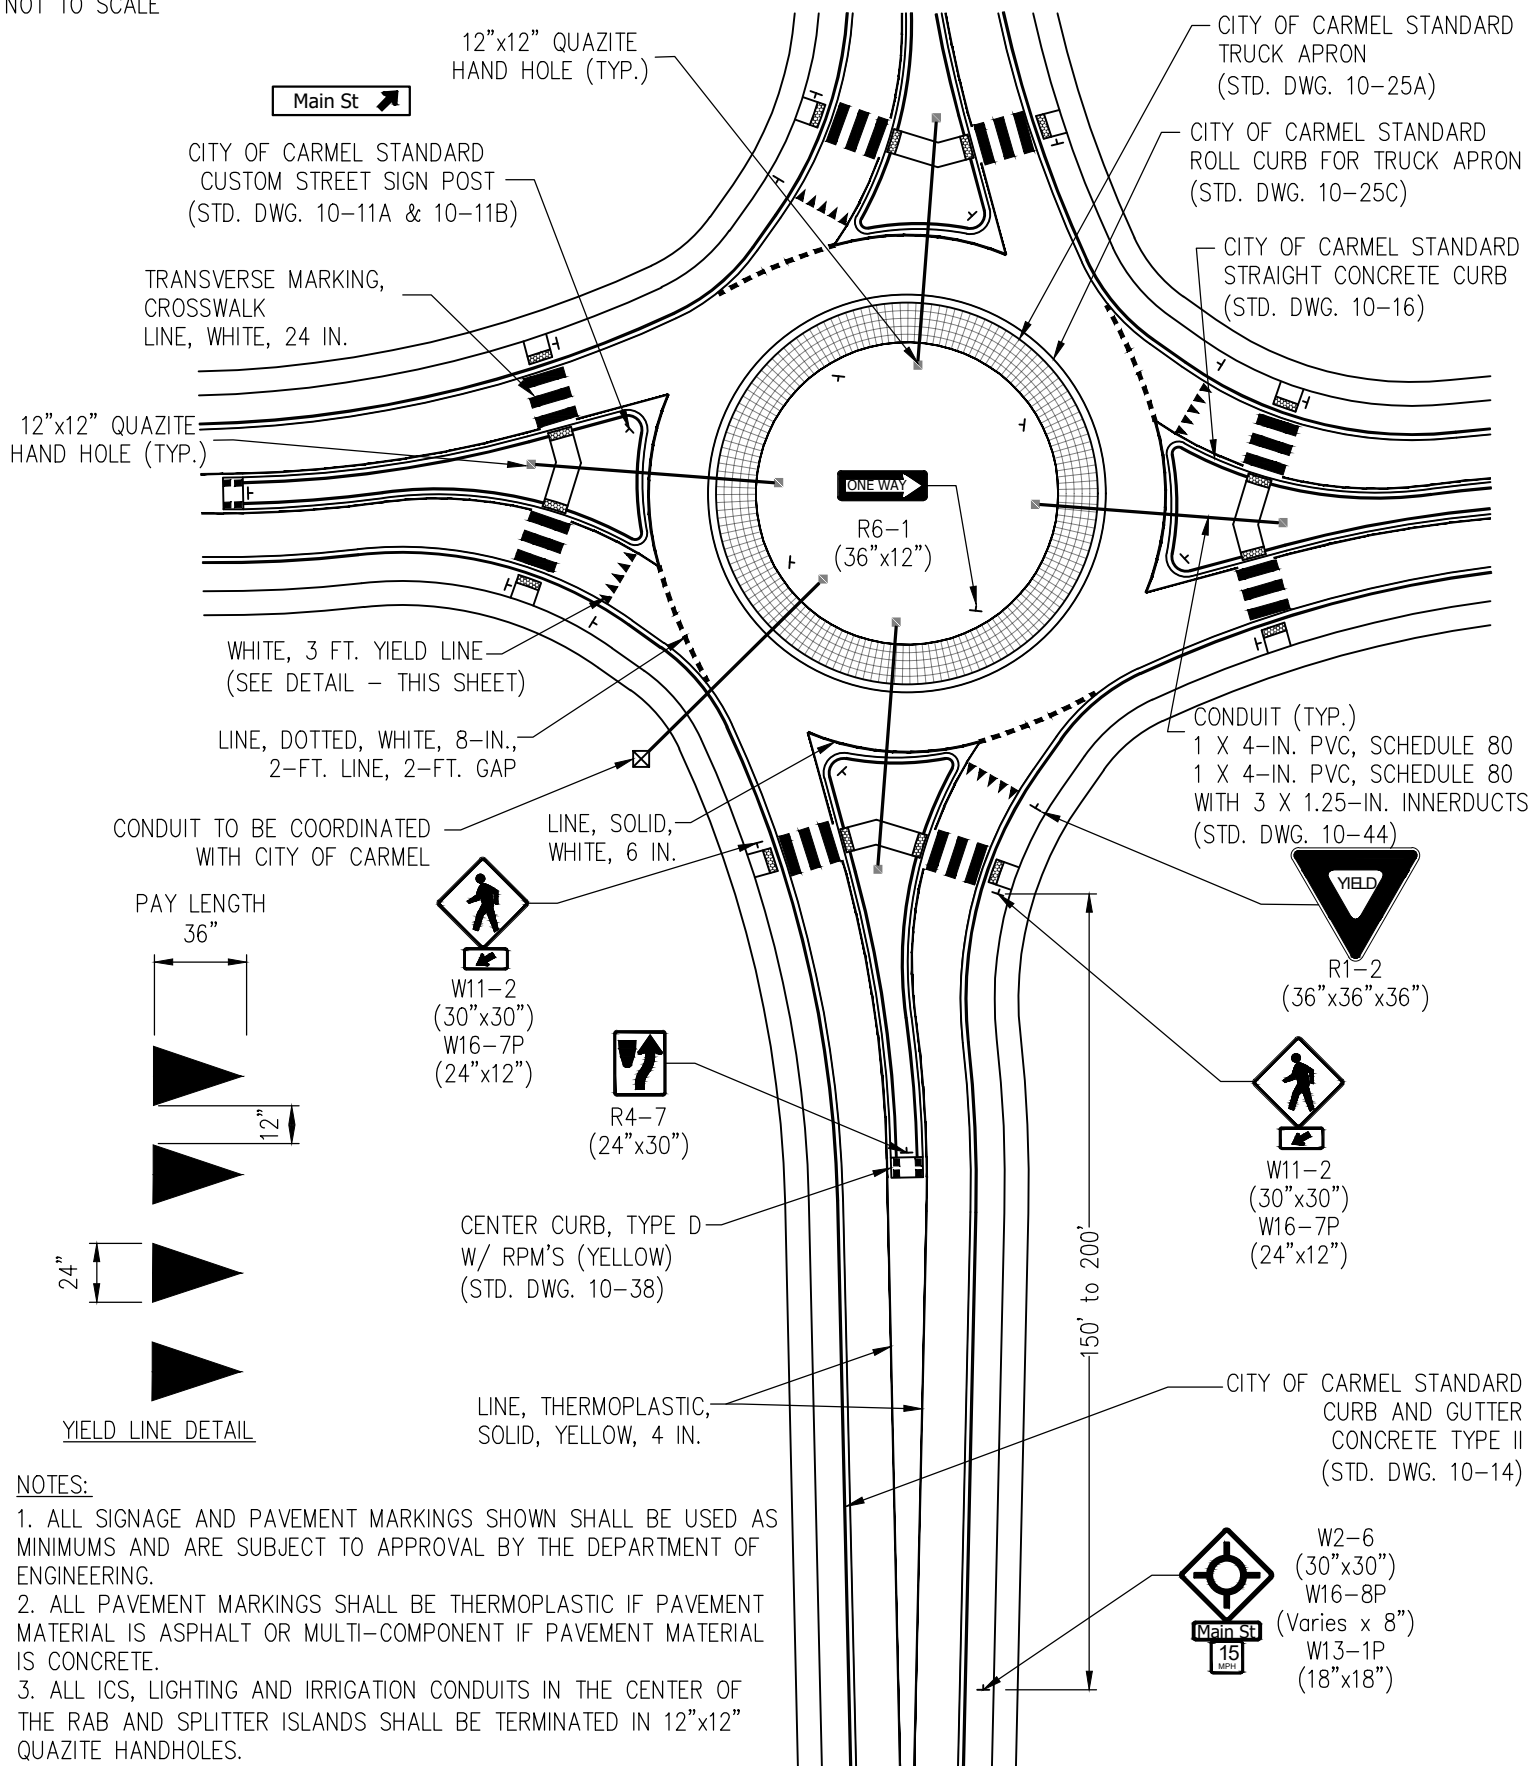 NOT TO SCALE
12"x12" QUAZITE
HAND HOLE (TYP.)
CITY OF CARMEL STANDARD
TRUCK APRON
(STD. DWG. 10-25A)
Main St
CITY OF CARMEL STANDARD
ROLL CURB FOR TRUCK APRON
(STD. DWG. 10-25C)
CITY OF CARMEL STANDARD
CUSTOM STREET SIGN POST
(STD. DWG. 10-11A & 10-11B)
CITY OF CARMEL STANDARD
STRAIGHT CONCRETE CURB
(STD. DWG. 10-16)
TRANSVERSE MARKING,
CROSSWALK
LINE, WHITE, 24 IN.
12"x12" QUAZITE
HAND HOLE (TYP.)
ONE WAY
R6-1
(36"x12")
WHITE, 3 FT. YIELD LINE
(SEE DETAIL - THIS SHEET)
LINE, DOTTED, WHITE, 8-IN.,
2-FT. LINE, 2-FT. GAP
CONDUIT (TYP.)
1 X 4-IN. PVC, SCHEDULE 80
1 X 4-IN. PVC, SCHEDULE 80
WITH 3 X 1.25-IN. INNERDUCTS
(STD. DWG. 10-44)
CONDUIT TO BE COORDINATED
WITH CITY OF CARMEL
LINE, SOLID,
WHITE, 6 IN.
YIELD
R1-2
(36"x36"x36")
PAY LENGTH
36"
W11-2
(30"x30")
W16-7P
(24"x12")
12"
24"
YIELD LINE DETAIL
R4-7
(24"x30")
W11-2
(30"x30")
W16-7P
(24"x12")
CENTER CURB, TYPE D
W/ RPM'S (YELLOW)
(STD. DWG. 10-38)
150' to 200'
LINE, THERMOPLASTIC,
SOLID, YELLOW, 4 IN.
CITY OF CARMEL STANDARD
CURB AND GUTTER
CONCRETE TYPE II
(STD. DWG. 10-14)
Main St
15
MPH
W2-6
(30"x30")
W16-8P
(Varies x 8")
W13-1P
(18"x18")
NOTES:
1. ALL SIGNAGE AND PAVEMENT MARKINGS SHOWN SHALL BE USED AS
MINIMUMS AND ARE SUBJECT TO APPROVAL BY THE DEPARTMENT OF
ENGINEERING.
2. ALL PAVEMENT MARKINGS SHALL BE THERMOPLASTIC IF PAVEMENT
MATERIAL IS ASPHALT OR MULTI-COMPONENT IF PAVEMENT MATERIAL
IS CONCRETE.
3. ALL ICS, LIGHTING AND IRRIGATION CONDUITS IN THE CENTER OF
THE RAB AND SPLITTER ISLANDS SHALL BE TERMINATED IN 12"x12"
QUAZITE HANDHOLES.